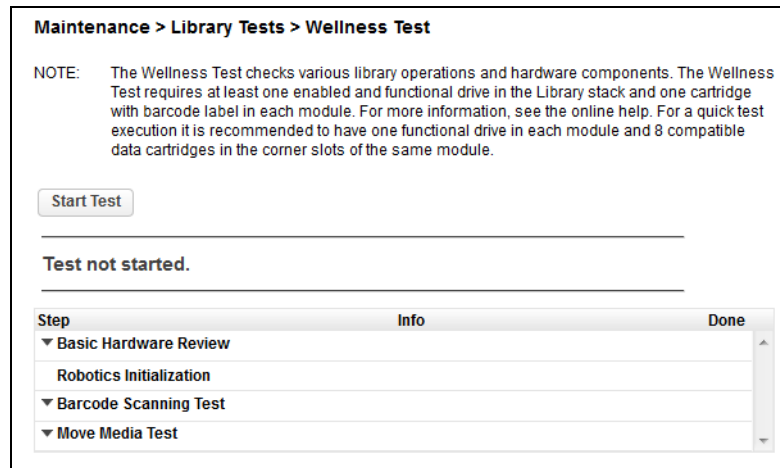 Maintenance > Library Tests > Wellness Test
NOTE: The Wellness Test checks various library operations and hardware components. The Wellness
Test requires at least one enabled and functional drive in the Library stack and one cartridge
with barcode label in each module. For more information, see the online help. For a quick test
execution it is recommended to have one functional drive in each module and 8 compatible
data cartridges in the corner slots of the same module.
Start Test
Test not started.
Step Info Done
Basic Hardware Review
Robotics Initialization
Barcode Scanning Test
Move Media Test